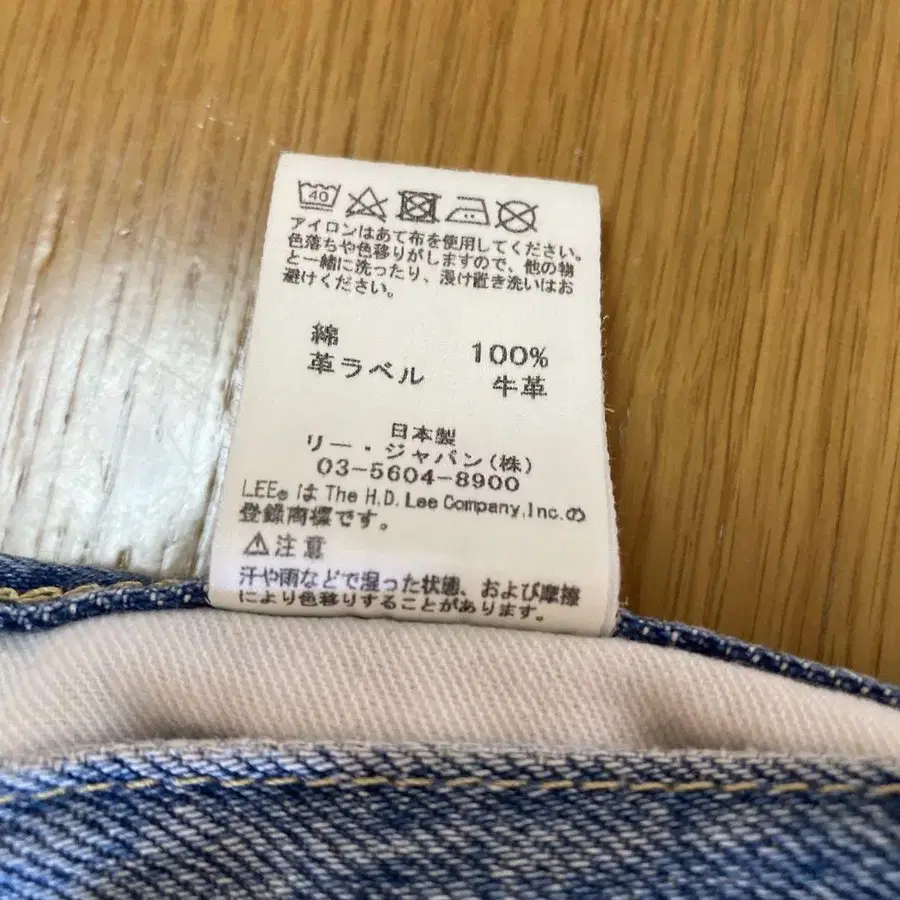 40
アイロンはあて布を使用してください。
色落ちや色移りがしますので、他の物
と一緒に洗ったり、浸け置き洗いはお
避けください。
綿 100%
革ラベル 牛革
日本製
リー・ジャパン(株)
03-5604-8900
LEE® は The H.D. Lee Company, Inc. の
登録商標です。
⚠注意
汗や雨などで湿った状態、および摩擦
により色移りすることがあります。